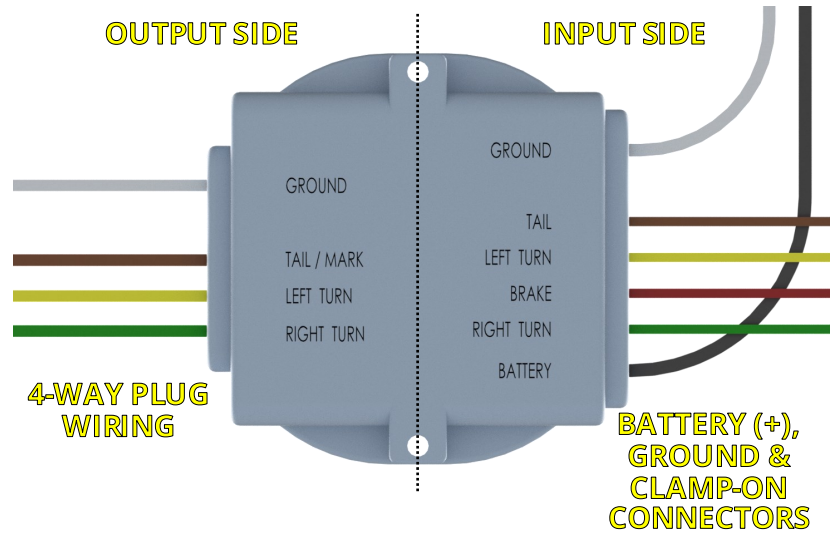 OUTPUT SIDE
INPUT SIDE
GROUND
TAIL / MARK
LEFT TURN
RIGHT TURN
GROUND
TAIL
LEFT TURN
BRAKE
RIGHT TURN
BATTERY
4-WAY PLUG
WIRING
BATTERY (+),
GROUND &
CLAMP-ON
CONNECTORS